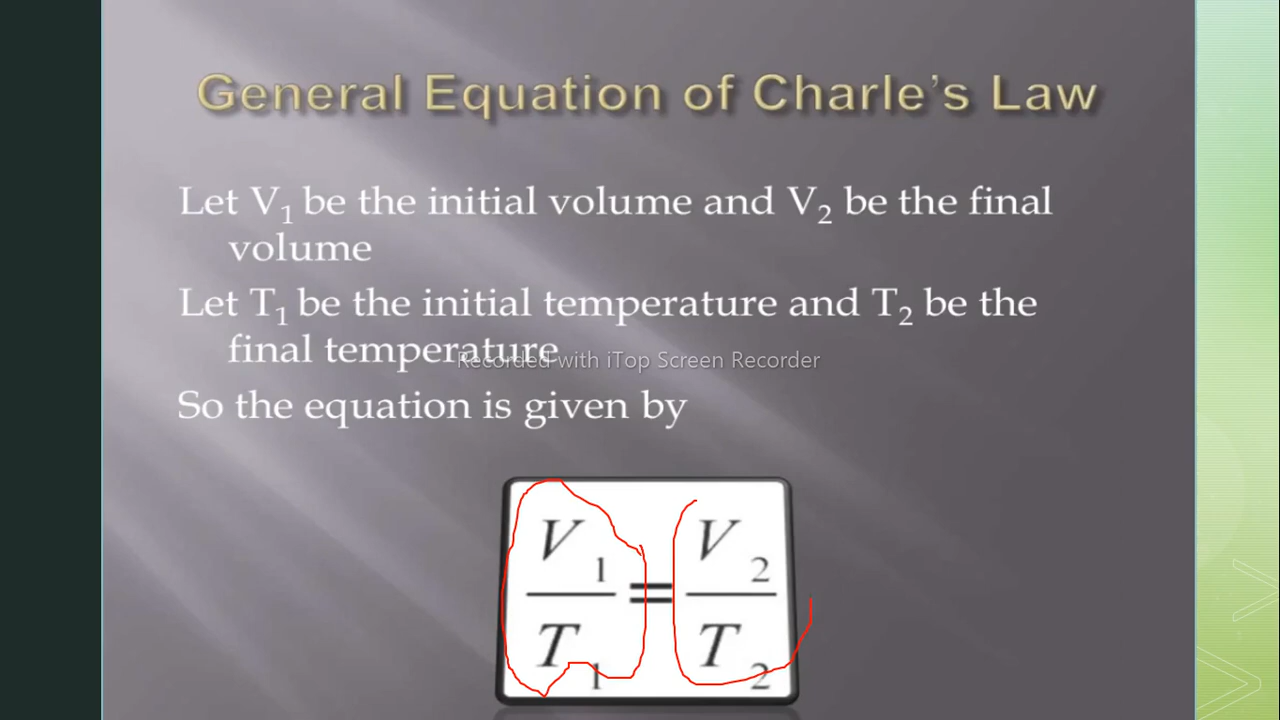 General Equation of Charle’s Law
Let V₁ be the initial volume and V₂ be the final
volume
Let T₁ be the initial temperature and T₂ be the
final temperature
Recorded with iTop Screen Recorder
So the equation is given by
V₁/T₁ = V₂/T₂